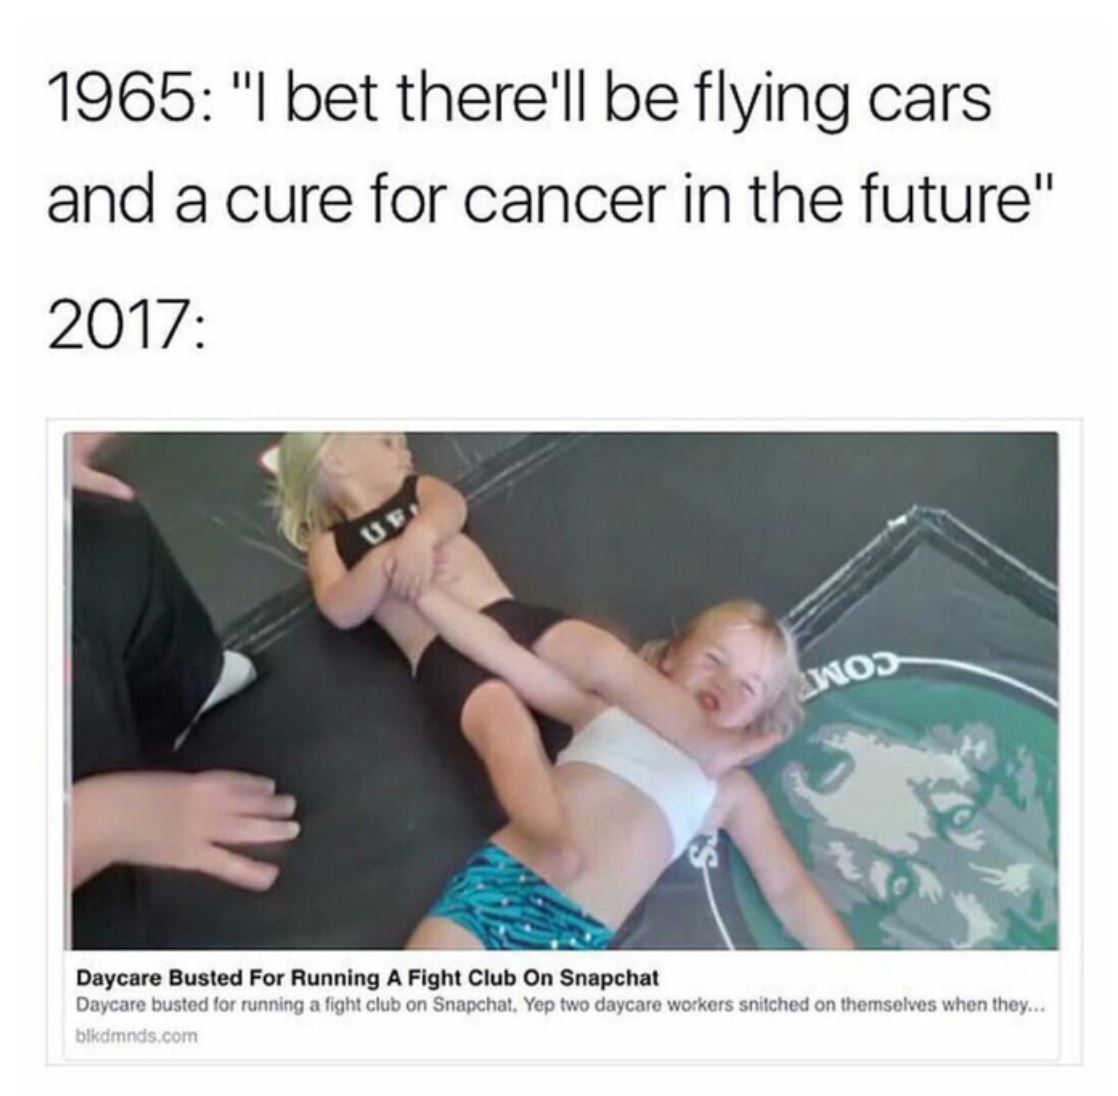 1965: "I bet there'll be flying cars
and a cure for cancer in the future"
2017:
UF
COM
S
Daycare Busted For Running A Fight Club On Snapchat
Daycare busted for running a fight club on Snapchat, Yep two daycare workers snitched on themselves when they...
blkdmnds.com